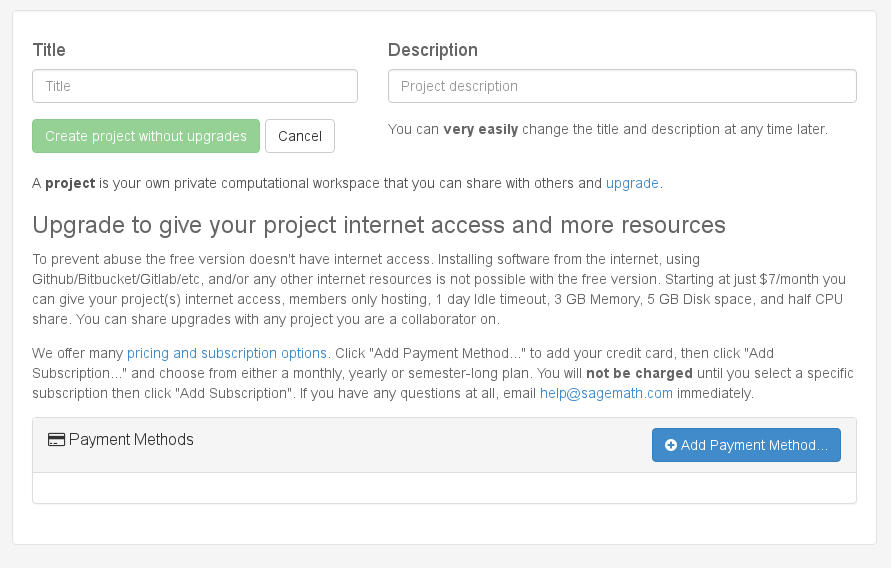 Title
Description
Title
Project description
Create project without upgrades
Cancel
You can very easily change the title and description at any time later.
A project is your own private computational workspace that you can share with others and upgrade.
Upgrade to give your project internet access and more resources
To prevent abuse the free version doesn't have internet access. Installing software from the internet, using
Github/Bitbucket/Gitlab/etc, and/or any other internet resources is not possible with the free version. Starting at just $7/month you
can give your project(s) internet access, members only hosting, 1 day Idle timeout, 3 GB Memory, 5 GB Disk space, and half CPU
share. You can share upgrades with any project you are a collaborator on.
We offer many pricing and subscription options. Click "Add Payment Method..." to add your credit card, then click "Add
Subscription..." and choose from either a monthly, yearly or semester-long plan. You will not be charged until you select a specific
subscription then click "Add Subscription". If you have any questions at all, email help@sagemath.com immediately.
Payment Methods
Add Payment Method...